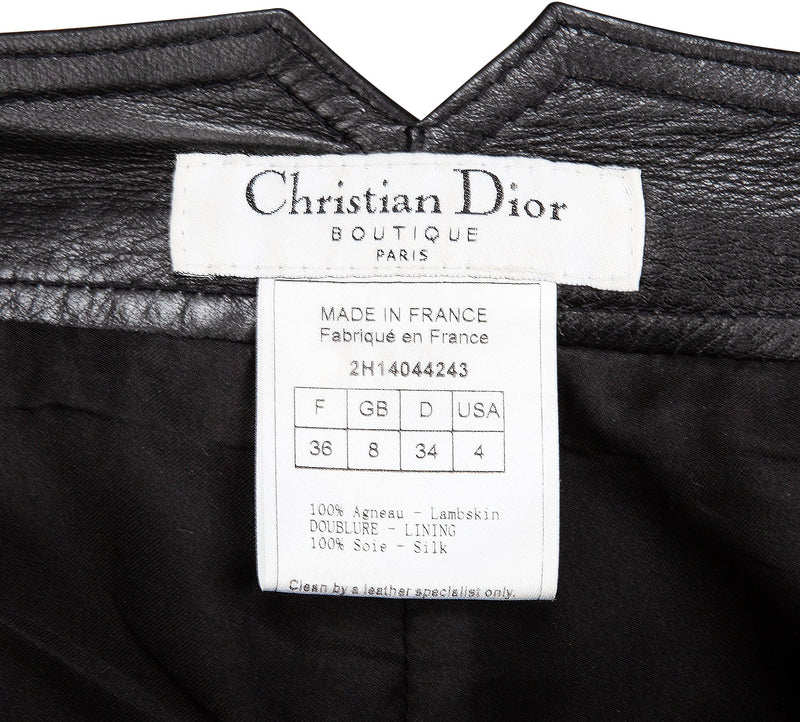 Christian Dior
BOUTIQUE
PARIS
MADE IN FRANCE
Fabriqué en France
2H14044243
F GB D USA
36 8 34 4
100% Agneau - Lambskin
DOUBLURE - LINING
100% Soie - Silk
Clean by a leather specialist only.